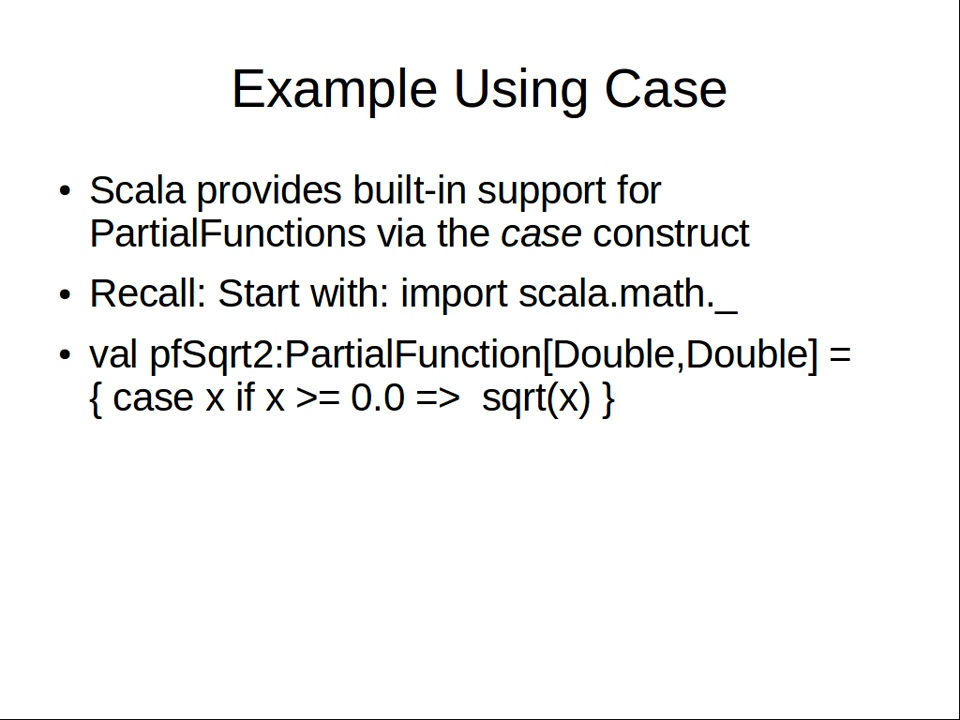 Example Using Case
• Scala provides built-in support for
PartialFunctions via the case construct
• Recall: Start with: import scala.math._
• val pfSqrt2:PartialFunction[Double,Double] =
{ case x if x >= 0.0 =>  sqrt(x) }